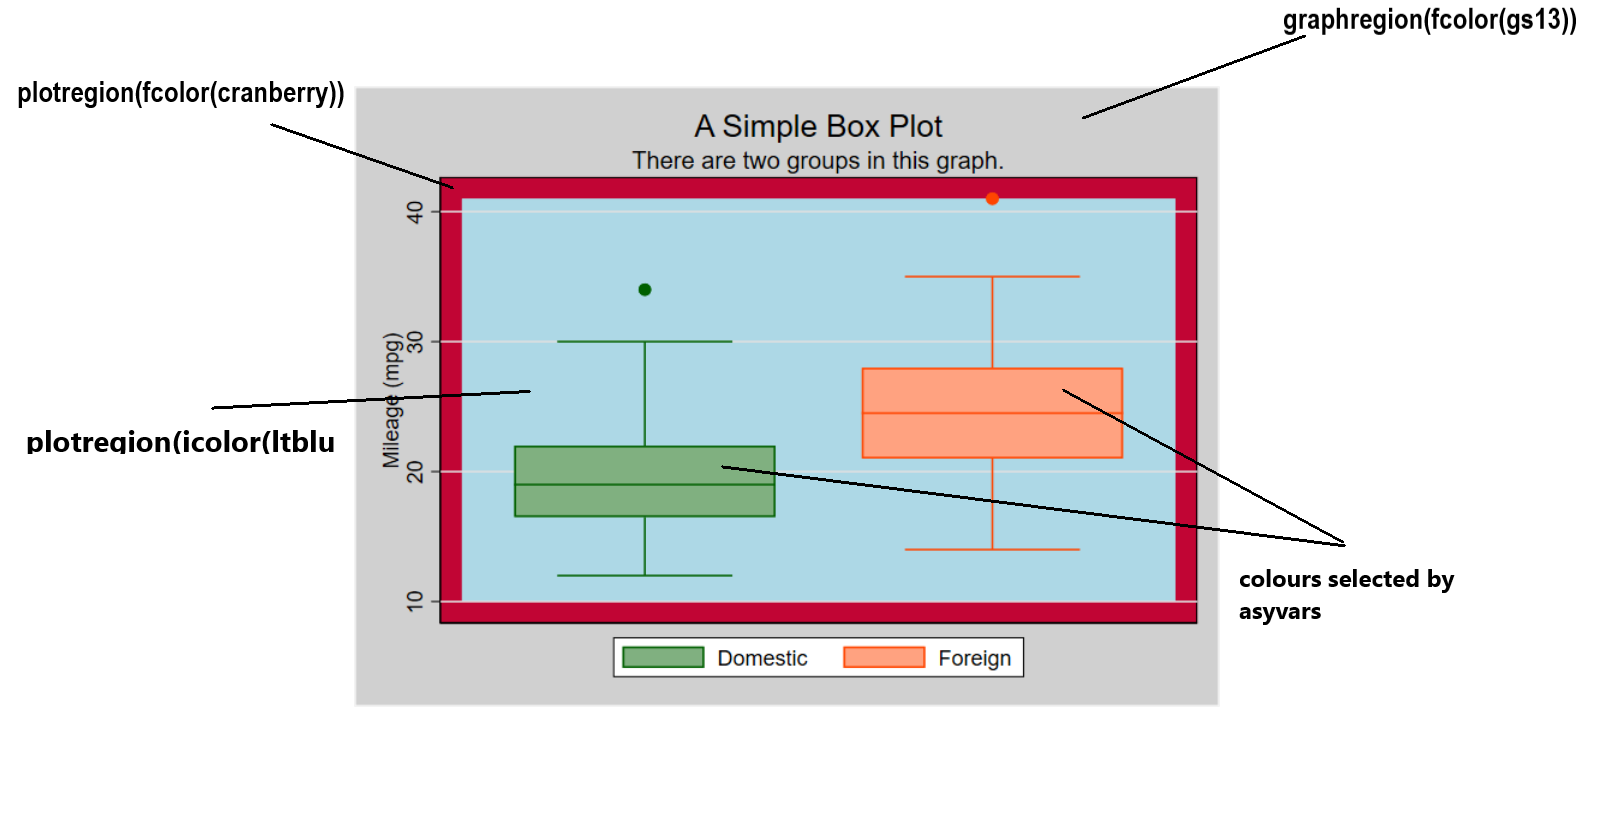 graphregion(fcolor(gs13))
plotregion(fcolor(cranberry))
A Simple Box Plot
There are two groups in this graph.
40
30
20
10
Mileage (mpg)
plotregion(icolor(ltblu
colours selected by
asyvars
Domestic Foreign